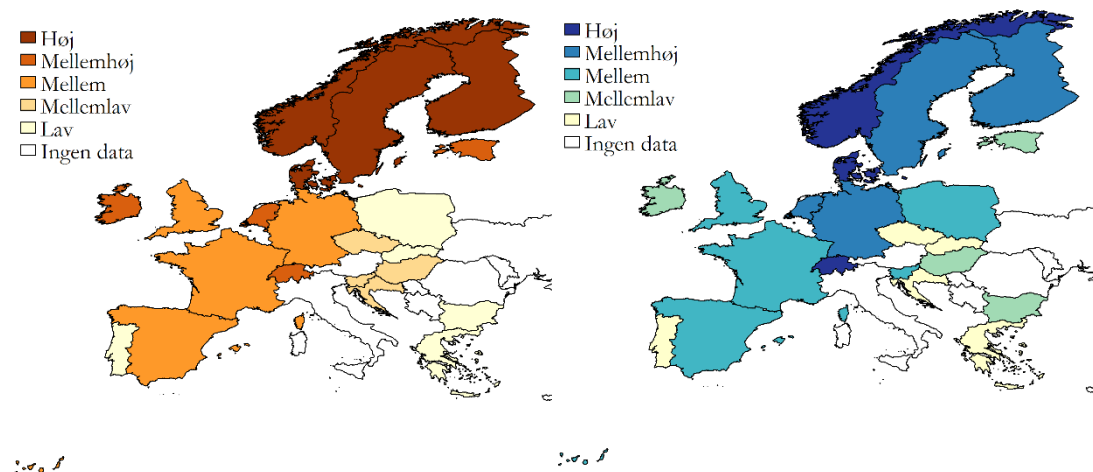 Høj
Mellemhøj
Mellem
Mellemlav
Lav
Ingen data
Høj
Mellemhøj
Mellem
Mellemlav
Lav
Ingen data